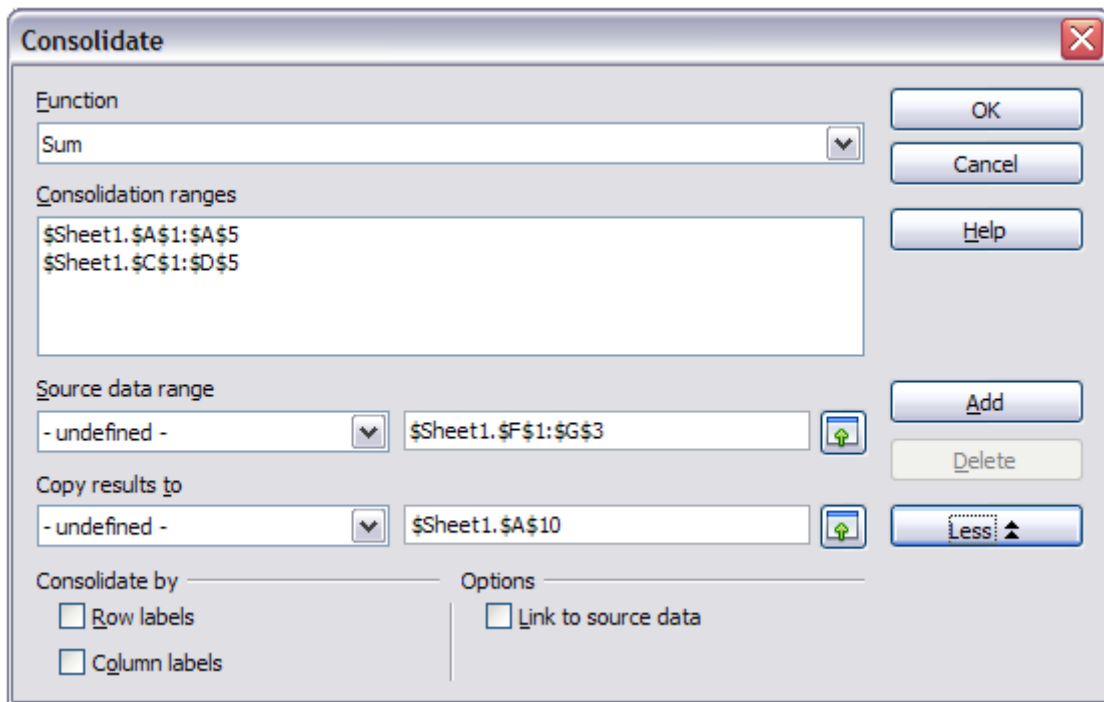 Consolidate
Function
Sum
Consolidation ranges
$Sheet1.$A$1:$A$5
$Sheet1.$C$1:$D$5
Source data range
- undefined -
$Sheet1.$F$1:$G$3
Copy results to
- undefined -
$Sheet1.$A$10
Consolidate by
Row labels
Column labels
Options
Link to source data
OK
Cancel
Help
Add
Delete
Less